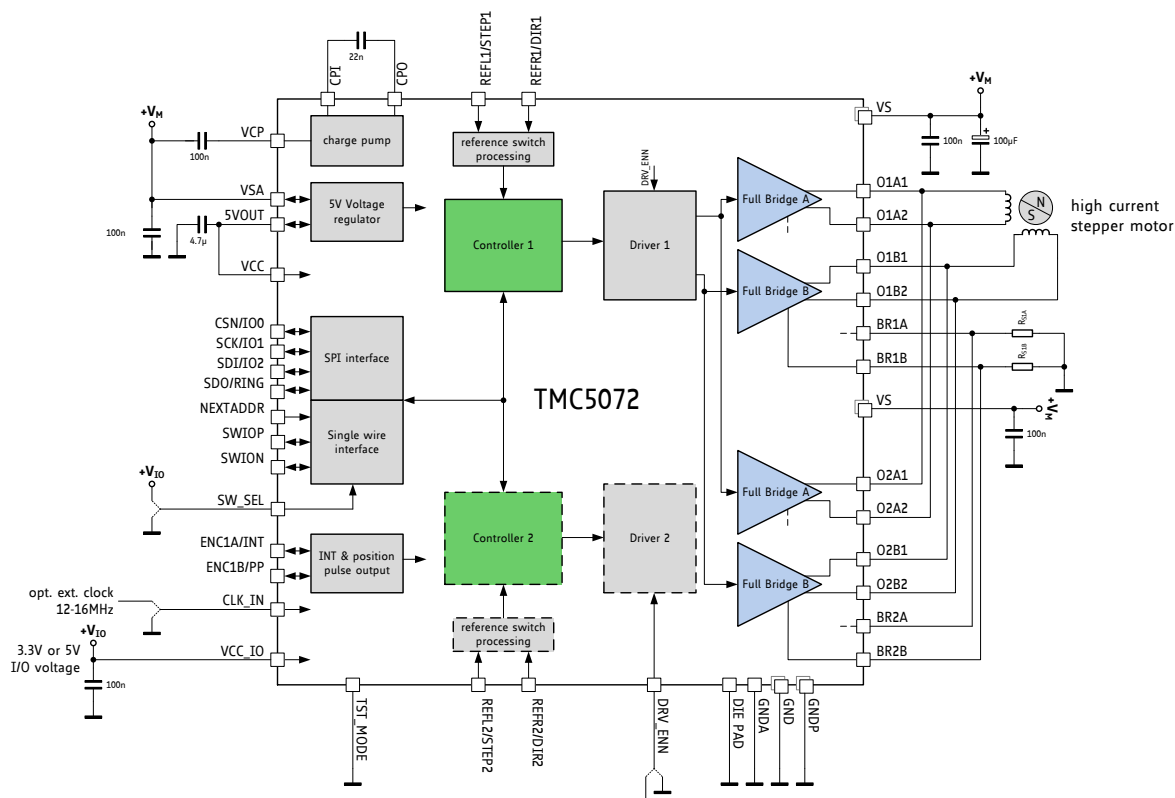 22n
CPI
CPO
REFL1/STEP1
REFR1/DIR1
+VM
VCP
100n
charge pump
reference switch
processing
VS
+VM
100n
100µF
+
VSA
5VOUT
5V Voltage
regulator
100n
4.7µ
VCC
Controller 1
DRV_ENN
Driver 1
Full Bridge A
O1A1
O1A2
N
S
high current
stepper motor
Full Bridge B
O1B1
O1B2
BR1A
RS1A
BR1B
RS1B
CSN/IO0
SCK/IO1
SDI/IO2
SDO/RING
SPI interface
NEXTADDR
SWIOP
SWION
Single wire
interface
TMC5072
VS
+VM
100n
+VIO
SW_SEL
Controller 2
Driver 2
Full Bridge A
O2A1
O2A2
ENC1A/INT
ENC1B/PP
INT & position
pulse output
Full Bridge B
O2B1
O2B2
opt. ext. clock
12-16MHz
CLK_IN
BR2A
BR2B
+VIO
3.3V or 5V
I/O voltage
VCC_IO
100n
reference switch
processing
TST_MODE
REFL2/STEP2
REFR2/DIR2
DRV_ENN
DIE PAD
GNDA
GND
GNDP